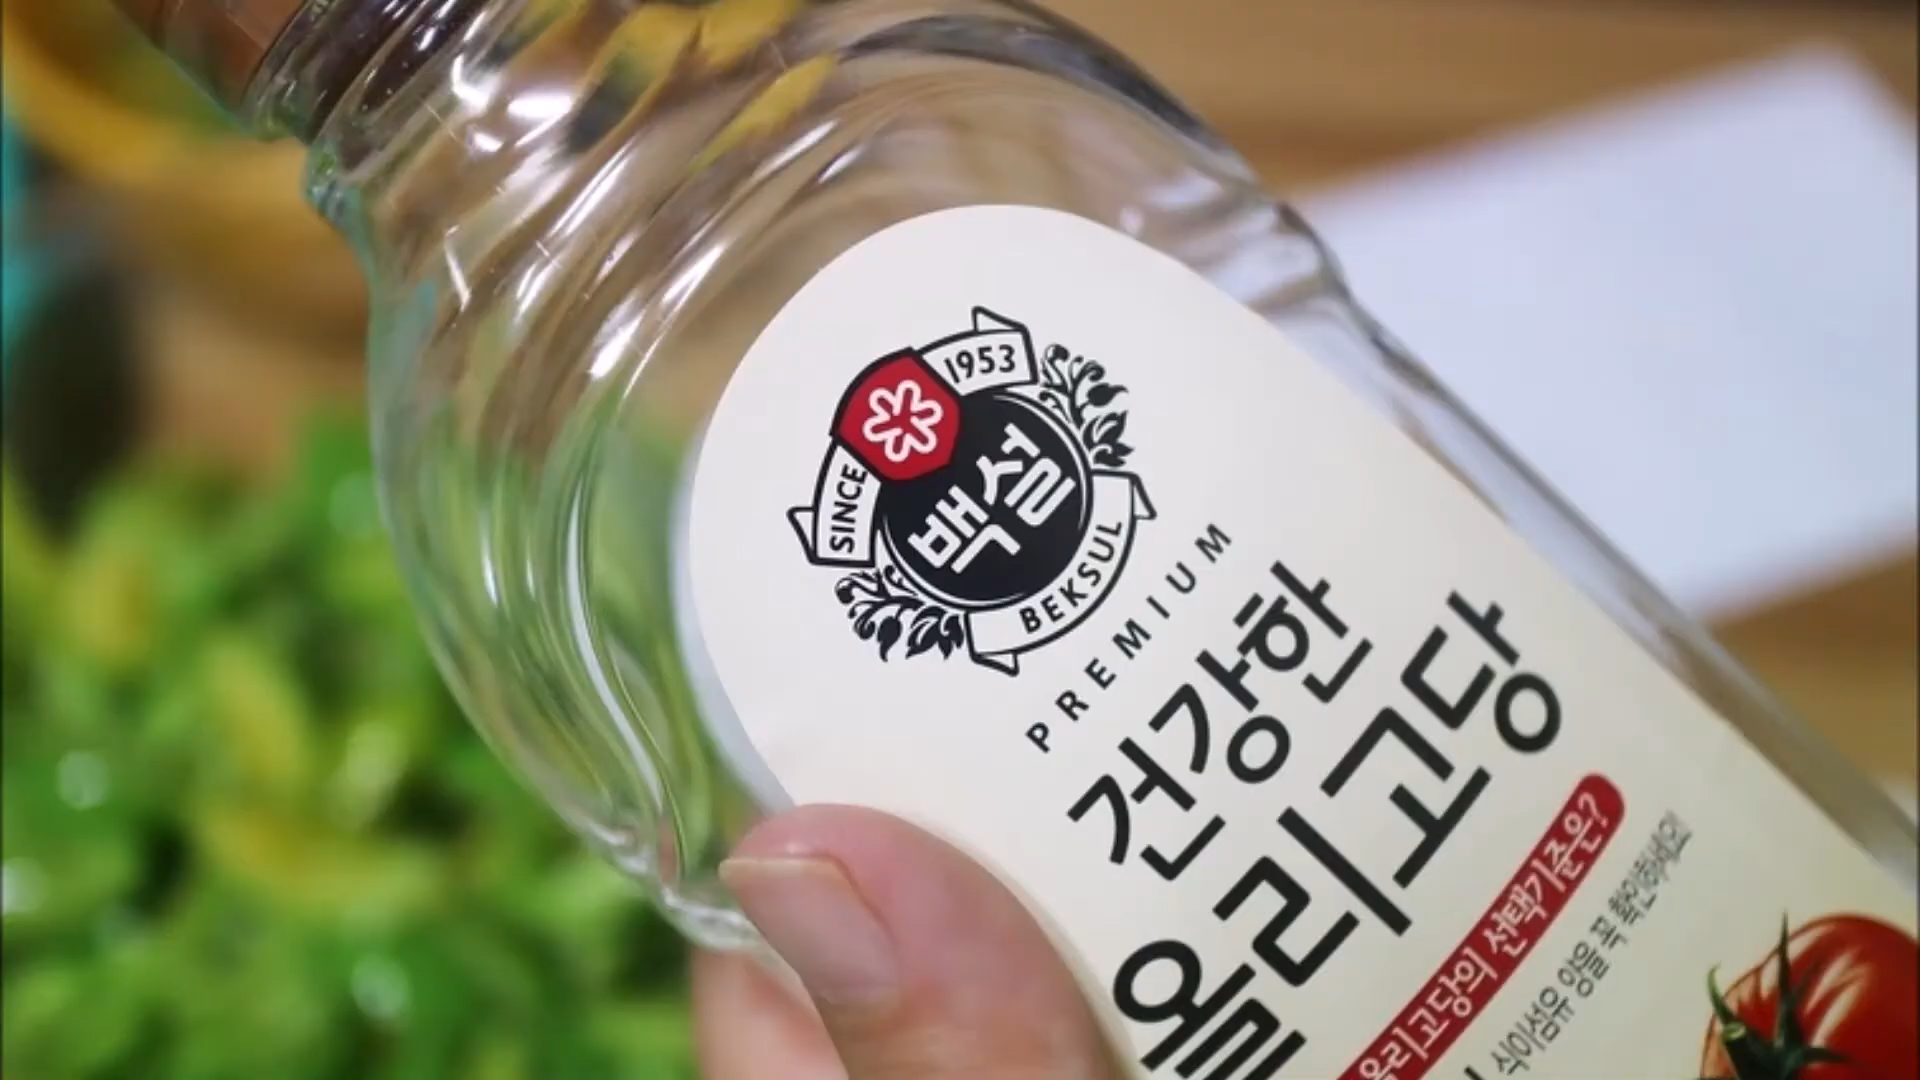 SINCE 1953
백설
BEKSUL
PREMIUM
건강한
올리고당
올리고당의 선택기준은?
식이섬유 양을 꼭 확인하세요!